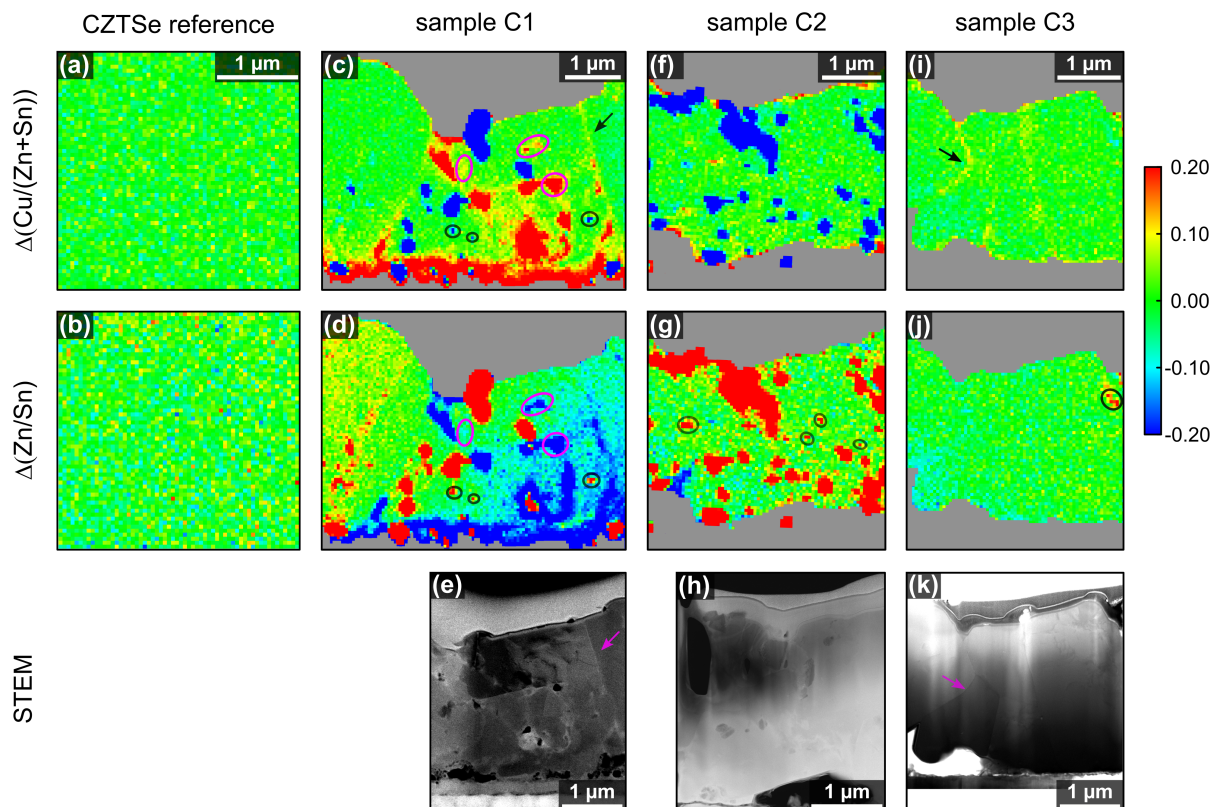 CZTSe reference sample C1 sample C2 sample C3
Δ(Cu/(Zn+Sn))
(a) 1 µm
(c) 1 µm
(f) 1 µm
(i) 1 µm
0.20
0.10
0.00
-0.10
-0.20
Δ(Zn/Sn)
(b)
(d)
(g)
(j)
STEM
(e) 1 µm
(h) 1 µm
(k) 1 µm